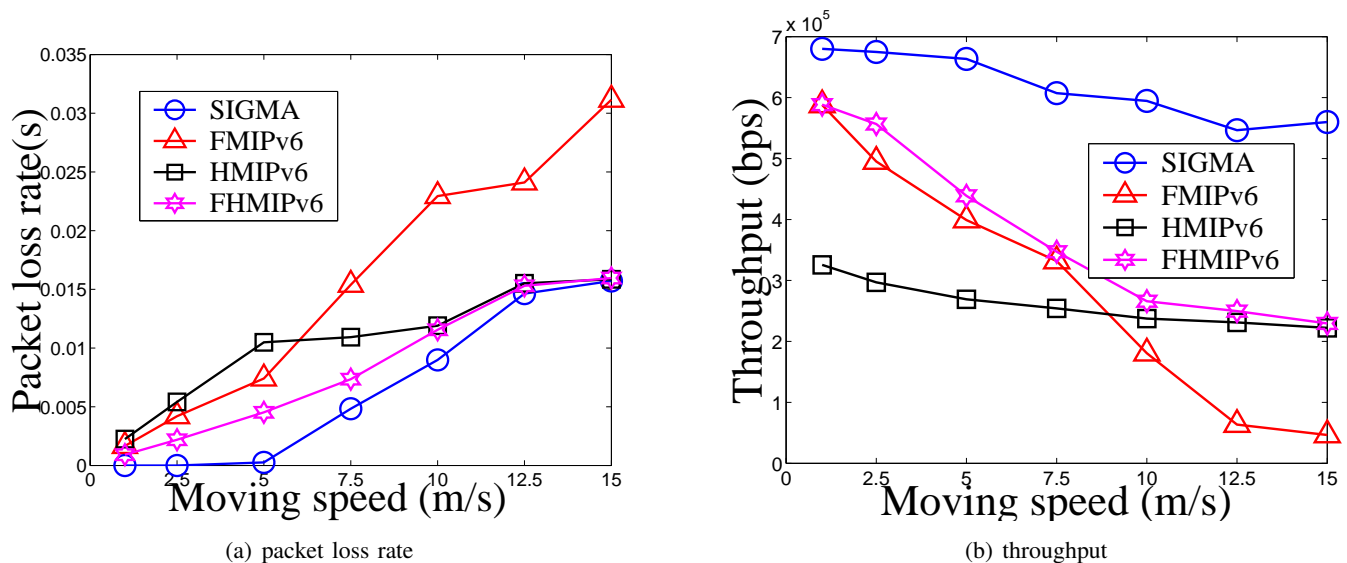 0.035
0.03
0.025
0.02
0.015
0.01
0.005
0
Packet loss rate(s)
SIGMA
FMIPv6
HMIPv6
FHMIPv6
0 2.5 5 7.5 10 12.5 15
Moving speed (m/s)
(a) packet loss rate
x 10^5
7
6
5
4
3
2
1
0
Throughput (bps)
SIGMA
FMIPv6
HMIPv6
FHMIPv6
0 2.5 5 7.5 10 12.5 15
Moving speed (m/s)
(b) throughput